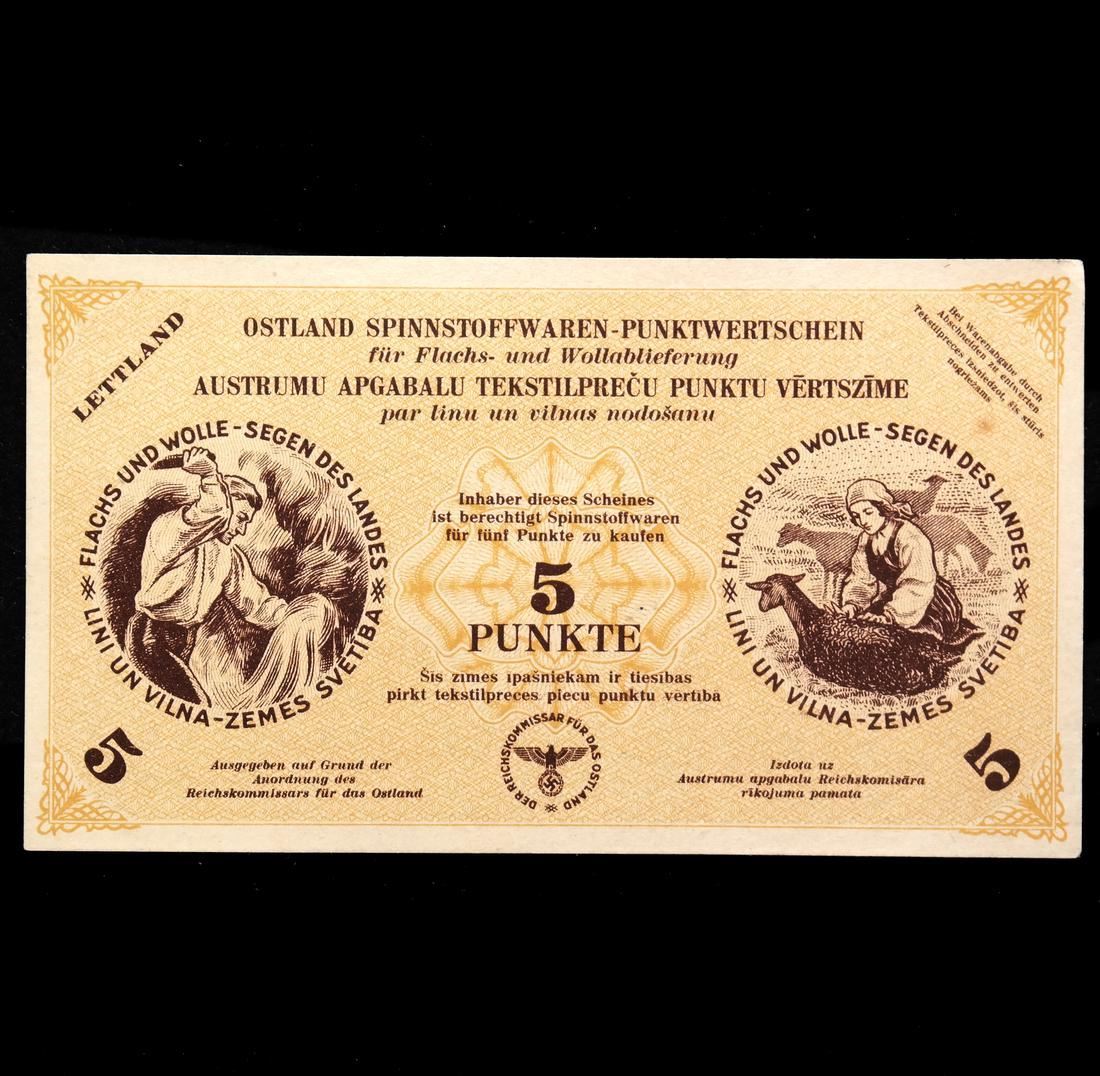 LETTLAND
OSTLAND SPINNSTOFFWAREN-PUNKTWERTSCHEIN
für Flachs- und Wollablieferung
AUSTRUMU APGABALU TEKSTILPREČU PUNKTU VĒRTSZĪME
par linu un vilnas nodošanu
Bei Warenabgabe durch
Abschneiden zu entwerten
Tekstilpreces izsniedzot, šis stūris
nogriežams
FLACHS UND WOLLE-SEGEN DES LANDES
LINI UN VILNA-ZEMES SVETIBA
Inhaber dieses Scheines
ist berechtigt Spinnstoffwaren
für fünf Punkte zu kaufen
5
PUNKTE
Šis zīmes īpašniekam ir tiesības
pirkt tekstilpreces piecu punktu vērtībā
FLACHS UND WOLLE-SEGEN DES LANDES
LINI UN VILNA-ZEMES SVETIBA
5
Ausgegeben auf Grund der
Anordnung des
Reichskommissars für das Ostland
DER REICHSKOMMISSAR FÜR DAS OSTLAND
Izdota uz
Austrumu apgabalu Reichskomisāra
rīkojuma pamata
5